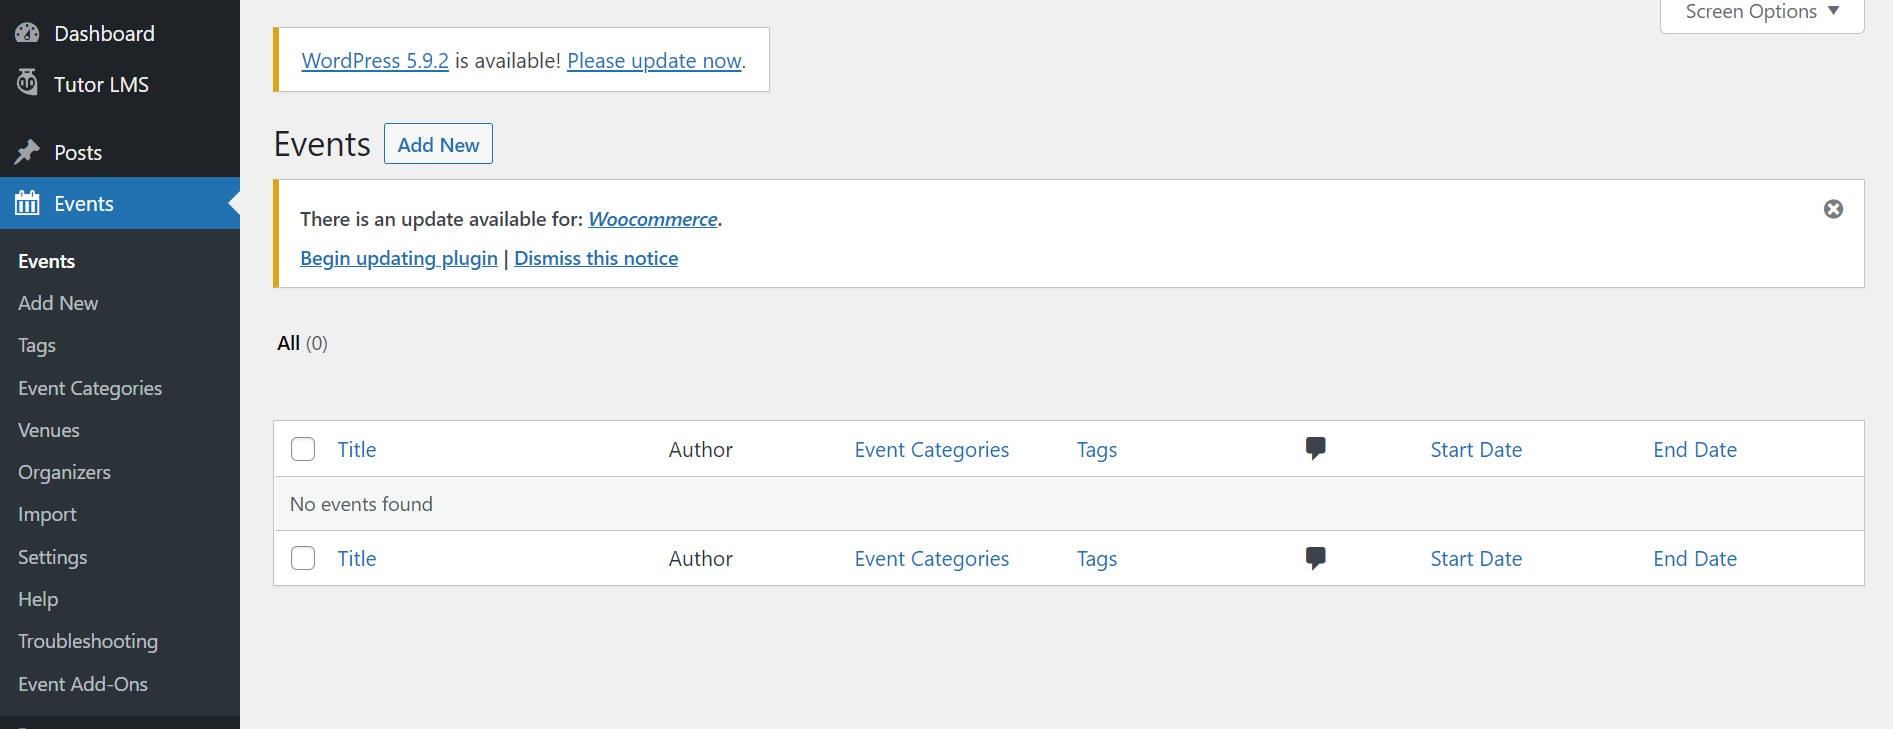 Dashboard
Tutor LMS
Posts
Events
Events
Add New
Tags
Event Categories
Venues
Organizers
Import
Settings
Help
Troubleshooting
Event Add-Ons
Screen Options
WordPress 5.9.2 is available! Please update now.
Events Add New
There is an update available for: Woocommerce.
Begin updating plugin | Dismiss this notice
All (0)
Title Author Event Categories Tags Start Date End Date
No events found
Title Author Event Categories Tags Start Date End Date